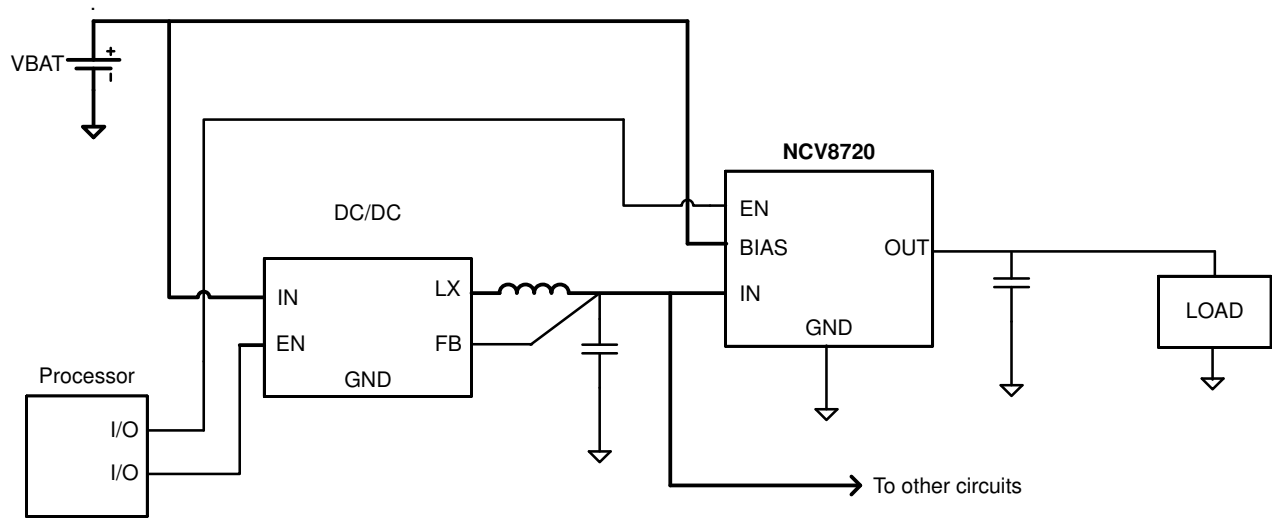 VBAT
+
NCV8720
DC/DC
EN
BIAS
OUT
IN
GND
LX
IN
FB
EN
GND
LOAD
Processor
I/O
I/O
To other circuits